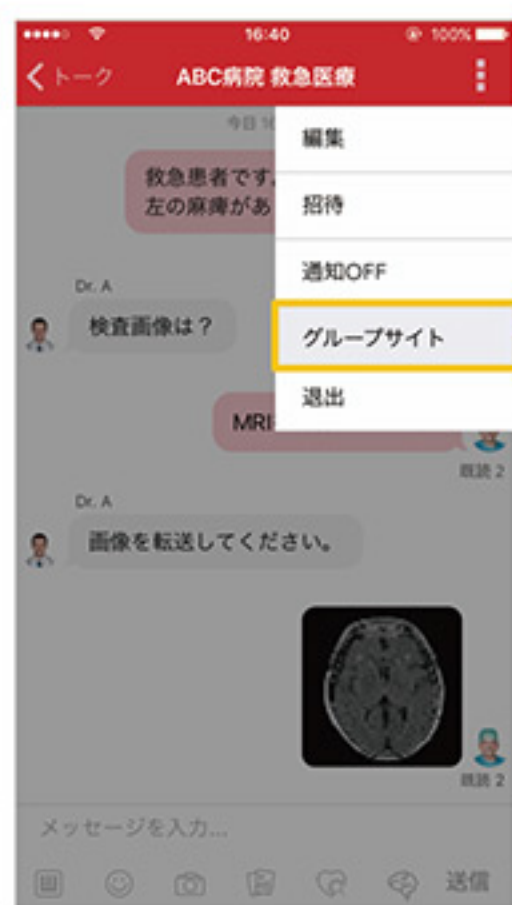 16:40
100%
トーク
ABC病院 救急医療
今日 16
編集
救急患者です。
左の麻痺があ
招待
通知OFF
Dr. A
検査画像は?
グループサイト
退出
MRI
既読 2
Dr. A
画像を転送してください。
既読 2
メッセージを入力...
送信